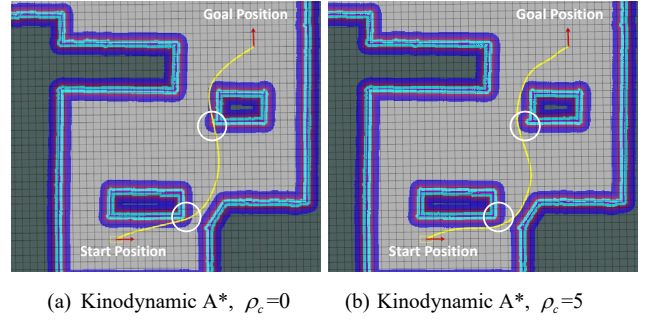 Goal Position
Goal Position
Start Position
Start Position
(a) Kinodynamic A*, ρc=0
(b) Kinodynamic A*, ρc=5